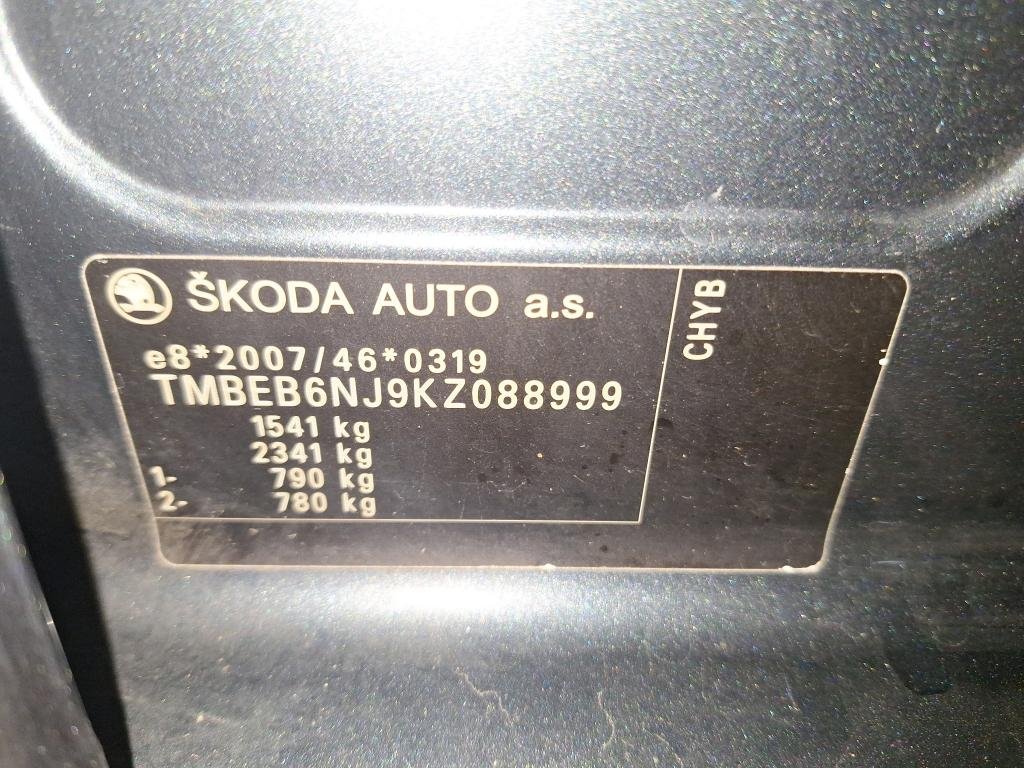 ŠKODA AUTO a.s.
e8*2007/46*0319
TMBEB6NJ9KZ088999
1541 kg
2341 kg
1- 790 kg
2- 780 kg
CHYB